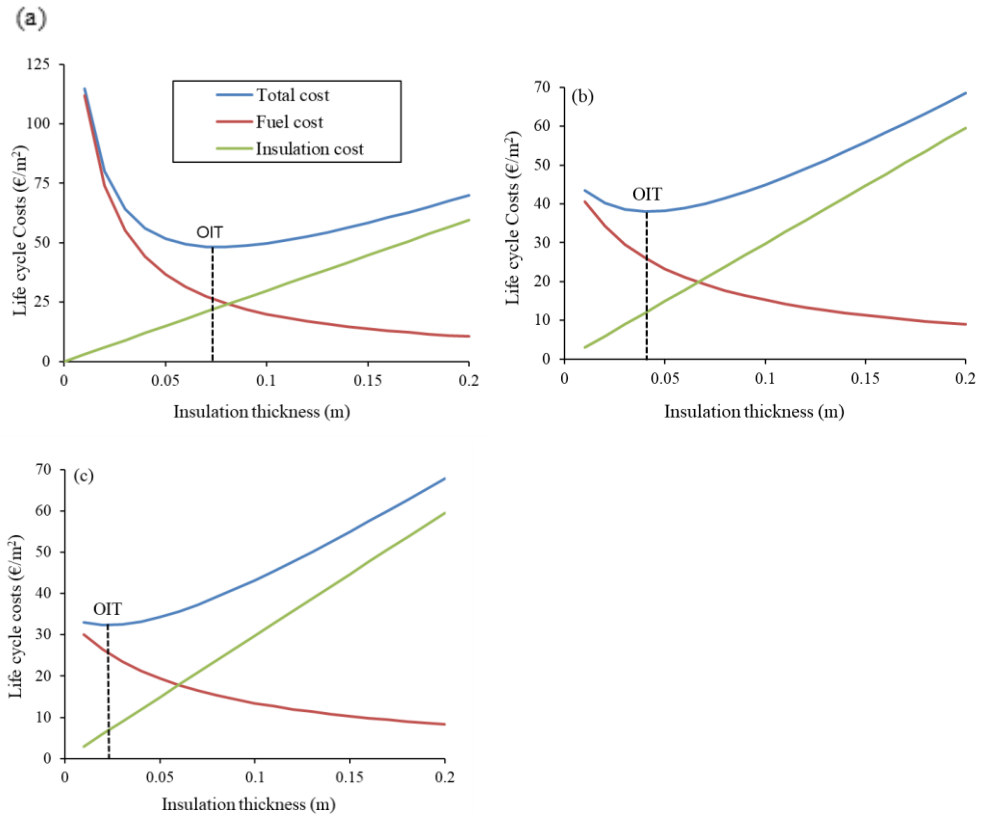 (a)
125
100
75
50
25
0
Life cycle Costs (€/m²)
Total cost
Fuel cost
Insulation cost
OIT
0
0.05
0.1
0.15
0.2
Insulation thickness (m)
(b)
70
60
50
40
30
20
10
0
Life cycle Costs (€/m²)
OIT
0
0.05
0.1
0.15
0.2
Insulation thickness (m)
(c)
70
60
50
40
30
20
10
0
Life cycle costs (€/m²)
OIT
0
0.05
0.1
0.15
0.2
Insulation thickness (m)